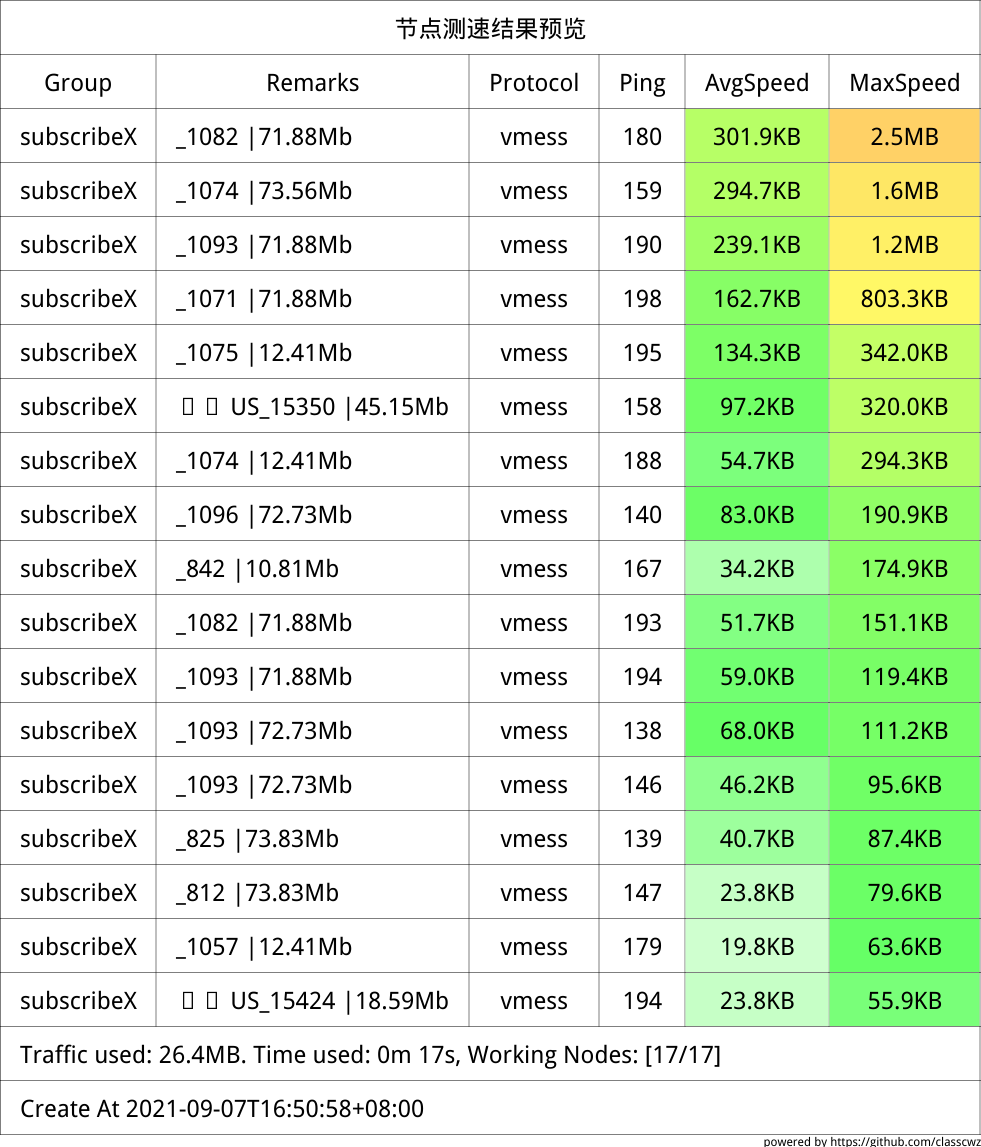 节点测速结果预览
Group Remarks Protocol Ping AvgSpeed MaxSpeed
subscribeX _1082 |71.88Mb vmess 180 301.9KB 2.5MB
subscribeX _1074 |73.56Mb vmess 159 294.7KB 1.6MB
subscribeX _1093 |71.88Mb vmess 190 239.1KB 1.2MB
subscribeX _1071 |71.88Mb vmess 198 162.7KB 803.3KB
subscribeX _1075 |12.41Mb vmess 195 134.3KB 342.0KB
subscribeX US_15350 |45.15Mb vmess 158 97.2KB 320.0KB
subscribeX _1074 |12.41Mb vmess 188 54.7KB 294.3KB
subscribeX _1096 |72.73Mb vmess 140 83.0KB 190.9KB
subscribeX _842 |10.81Mb vmess 167 34.2KB 174.9KB
subscribeX _1082 |71.88Mb vmess 193 51.7KB 151.1KB
subscribeX _1093 |71.88Mb vmess 194 59.0KB 119.4KB
subscribeX _1093 |72.73Mb vmess 138 68.0KB 111.2KB
subscribeX _1093 |72.73Mb vmess 146 46.2KB 95.6KB
subscribeX _825 |73.83Mb vmess 139 40.7KB 87.4KB
subscribeX _812 |73.83Mb vmess 147 23.8KB 79.6KB
subscribeX _1057 |12.41Mb vmess 179 19.8KB 63.6KB
subscribeX US_15424 |18.59Mb vmess 194 23.8KB 55.9KB
Traffic used: 26.4MB. Time used: 0m 17s, Working Nodes: [17/17]
Create At 2021-09-07T16:50:58+08:00
powered by https://github.com/classcwz